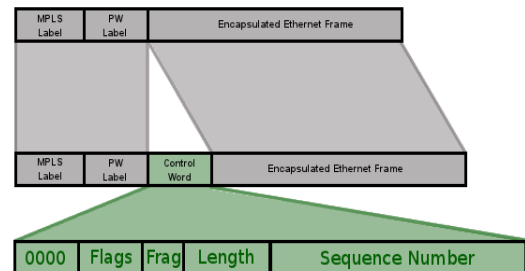 MPLS Label PW Label Encapsulated Ethernet Frame
MPLS Label PW Label Control Word Encapsulated Ethernet Frame
0000 Flags Frag Length Sequence Number